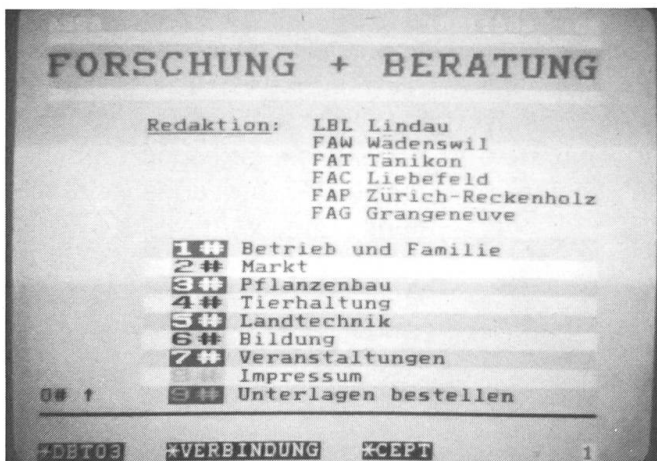 FORSCHUNG + BERATUNG
Redaktion: LBL Lindau
FAW Wädenswil
FAT Tänikon
FAC Liebefeld
FAP Zürich-Reckenholz
FAG Grangeneuve
1# Betrieb und Familie
2# Markt
3# Pflanzenbau
4# Tierhaltung
5# Landtechnik
6# Bildung
7# Veranstaltungen
8# Impressum
0# ↑ 9# Unterlagen bestellen
*DBT03 *VERBINDUNG *CEPT 1